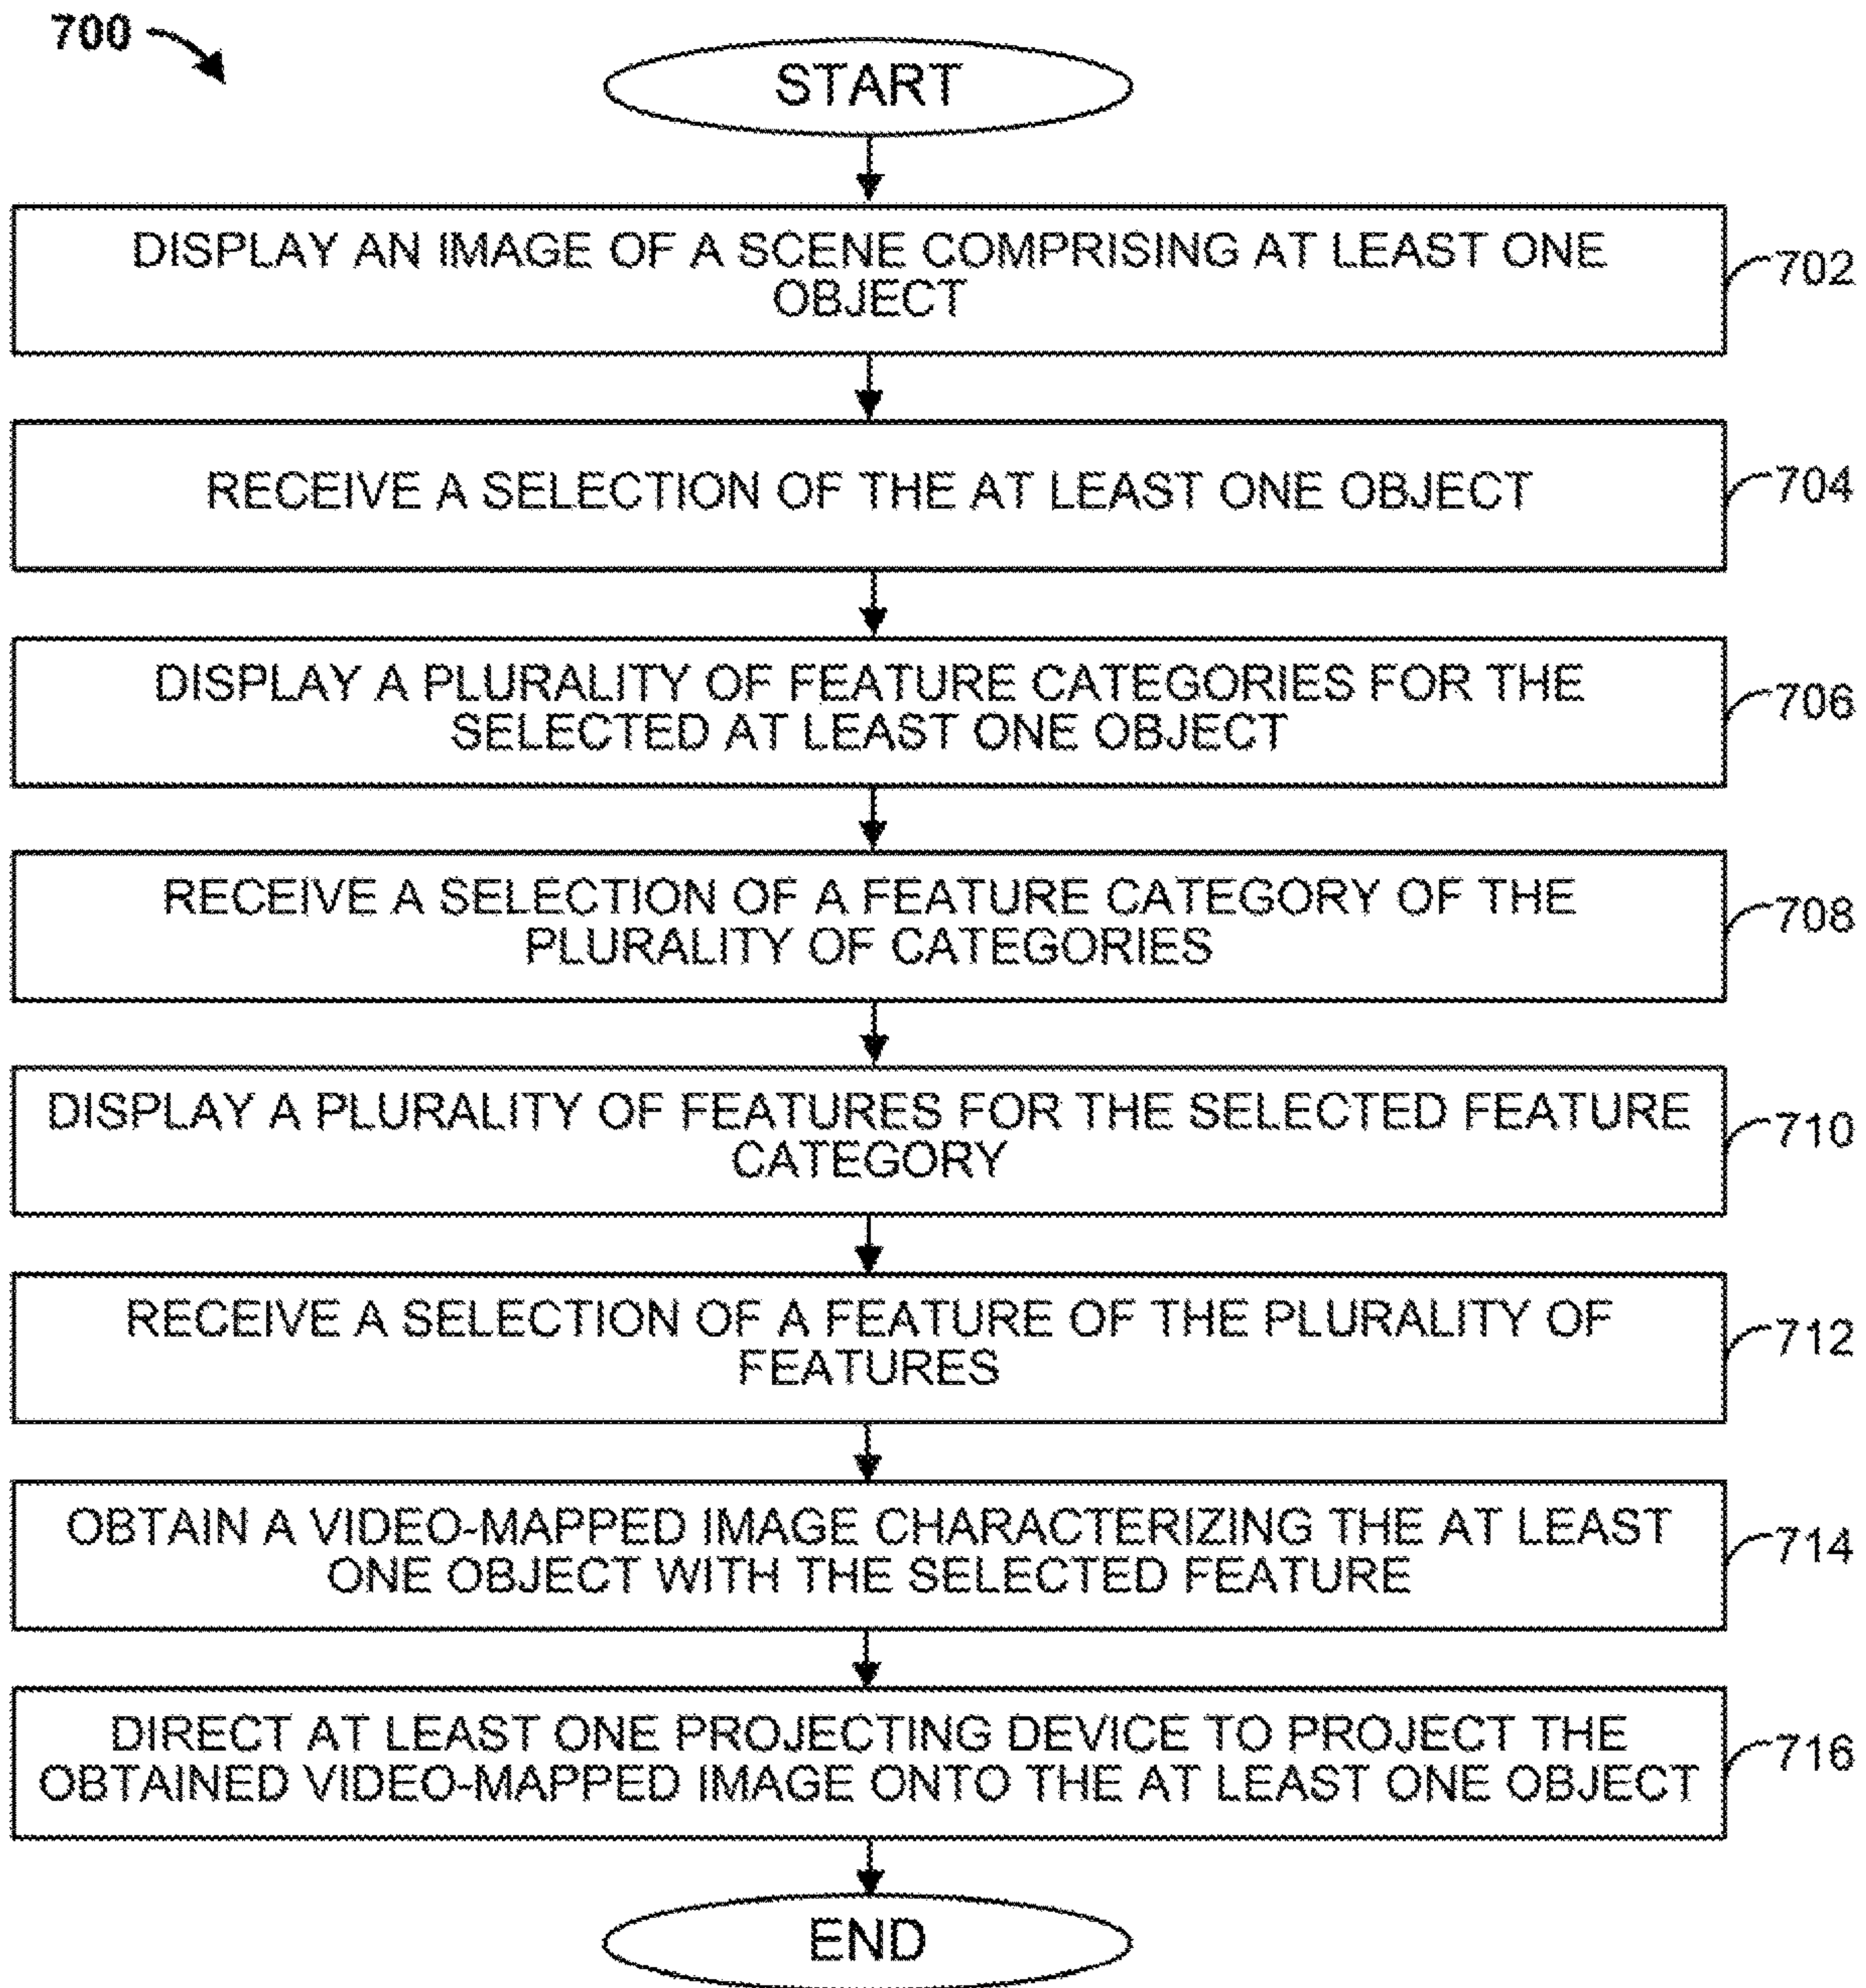 700
START
DISPLAY AN IMAGE OF A SCENE COMPRISING AT LEAST ONE
OBJECT
702
RECEIVE A SELECTION OF THE AT LEAST ONE OBJECT
704
DISPLAY A PLURALITY OF FEATURE CATEGORIES FOR THE
SELECTED AT LEAST ONE OBJECT
706
RECEIVE A SELECTION OF A FEATURE CATEGORY OF THE
PLURALITY OF CATEGORIES
708
DISPLAY A PLURALITY OF FEATURES FOR THE SELECTED FEATURE
CATEGORY
710
RECEIVE A SELECTION OF A FEATURE OF THE PLURALITY OF
FEATURES
712
OBTAIN A VIDEO-MAPPED IMAGE CHARACTERIZING THE AT LEAST
ONE OBJECT WITH THE SELECTED FEATURE
714
DIRECT AT LEAST ONE PROJECTING DEVICE TO PROJECT THE
OBTAINED VIDEO-MAPPED IMAGE ONTO THE AT LEAST ONE OBJECT
716
END